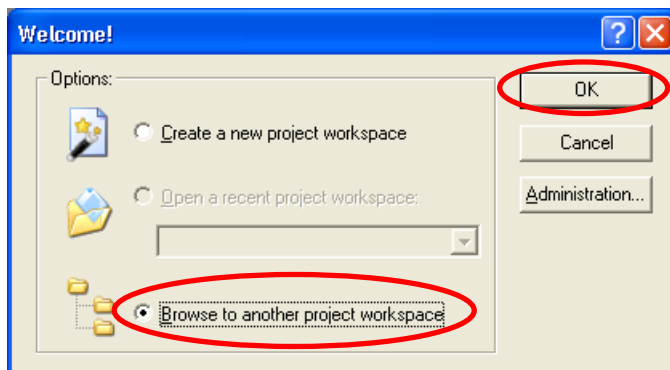 Welcome!
Options:
Create a new project workspace
Open a recent project workspace:
Browse to another project workspace
OK
Cancel
Administration...